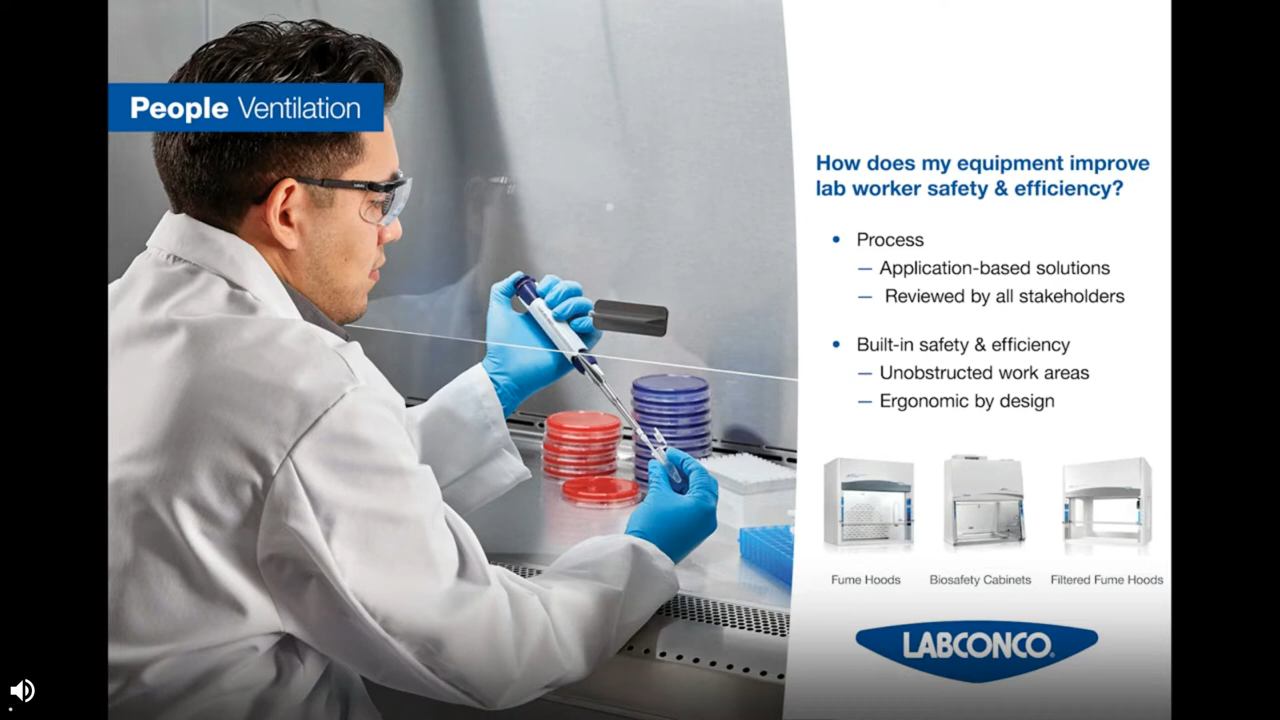 People Ventilation
How does my equipment improve
lab worker safety & efficiency?
• Process
— Application-based solutions
— Reviewed by all stakeholders
• Built-in safety & efficiency
— Unobstructed work areas
— Ergonomic by design
Fume Hoods Biosafety Cabinets Filtered Fume Hoods
LABCONCO®